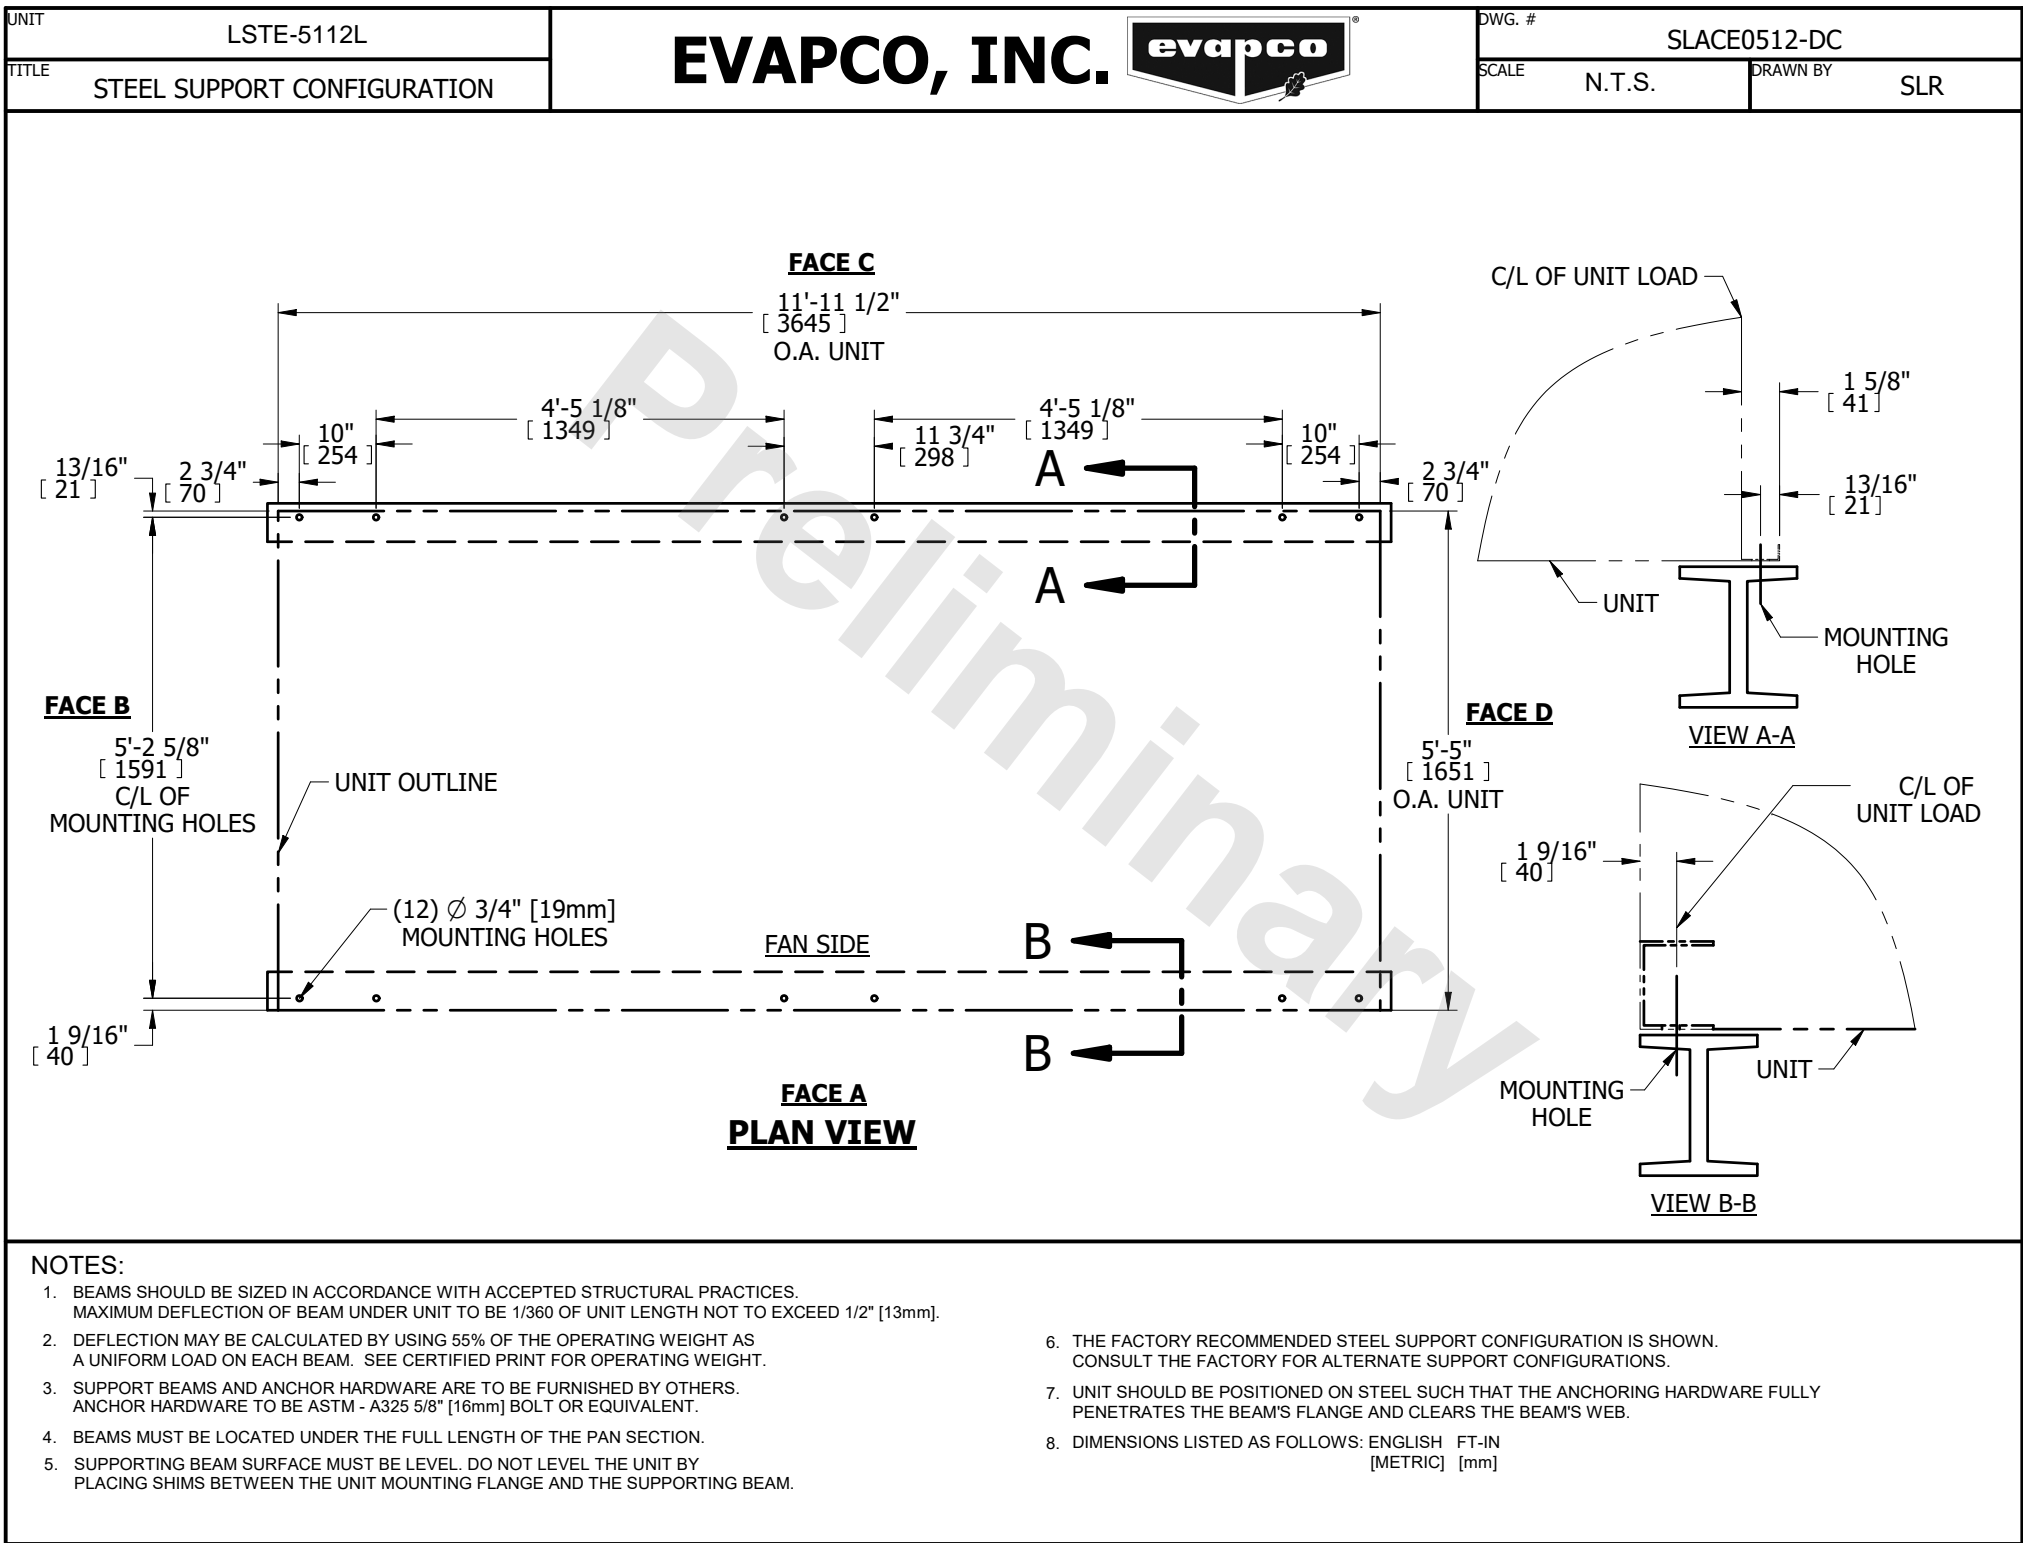 UNIT
LSTE-5112L
TITLE
STEEL SUPPORT CONFIGURATION
EVAPCO, INC.
evapco
®
DWG. #
SLACE0512-DC
SCALE
N.T.S.
DRAWN BY
SLR
FACE C
11'-11 1/2"
[ 3645 ]
O.A. UNIT
4'-5 1/8"
[ 1349 ]
4'-5 1/8"
[ 1349 ]
10"
[ 254 ]
11 3/4"
[ 298 ]
10"
[ 254 ]
13/16"
[ 21 ]
2 3/4"
[ 70 ]
2 3/4"
[ 70 ]
A
A
FACE B
5'-2 5/8"
[ 1591 ]
C/L OF
MOUNTING HOLES
UNIT OUTLINE
(12) Ø 3/4" [19mm]
MOUNTING HOLES
FAN SIDE
B
B
1 9/16"
[ 40 ]
FACE D
5'-5"
[ 1651 ]
O.A. UNIT
FACE A
PLAN VIEW
Preliminary
C/L OF UNIT LOAD
1 5/8"
[ 41]
13/16"
[ 21]
UNIT
MOUNTING
HOLE
VIEW A-A
C/L OF
UNIT LOAD
1 9/16"
[ 40]
UNIT
MOUNTING
HOLE
VIEW B-B
NOTES:
1. BEAMS SHOULD BE SIZED IN ACCORDANCE WITH ACCEPTED STRUCTURAL PRACTICES.
MAXIMUM DEFLECTION OF BEAM UNDER UNIT TO BE 1/360 OF UNIT LENGTH NOT TO EXCEED 1/2" [13mm].
2. DEFLECTION MAY BE CALCULATED BY USING 55% OF THE OPERATING WEIGHT AS
A UNIFORM LOAD ON EACH BEAM. SEE CERTIFIED PRINT FOR OPERATING WEIGHT.
3. SUPPORT BEAMS AND ANCHOR HARDWARE ARE TO BE FURNISHED BY OTHERS.
ANCHOR HARDWARE TO BE ASTM - A325 5/8" [16mm] BOLT OR EQUIVALENT.
4. BEAMS MUST BE LOCATED UNDER THE FULL LENGTH OF THE PAN SECTION.
5. SUPPORTING BEAM SURFACE MUST BE LEVEL. DO NOT LEVEL THE UNIT BY
PLACING SHIMS BETWEEN THE UNIT MOUNTING FLANGE AND THE SUPPORTING BEAM.
6. THE FACTORY RECOMMENDED STEEL SUPPORT CONFIGURATION IS SHOWN.
CONSULT THE FACTORY FOR ALTERNATE SUPPORT CONFIGURATIONS.
7. UNIT SHOULD BE POSITIONED ON STEEL SUCH THAT THE ANCHORING HARDWARE FULLY
PENETRATES THE BEAM'S FLANGE AND CLEARS THE BEAM'S WEB.
8. DIMENSIONS LISTED AS FOLLOWS: ENGLISH FT-IN
[METRIC] [mm]